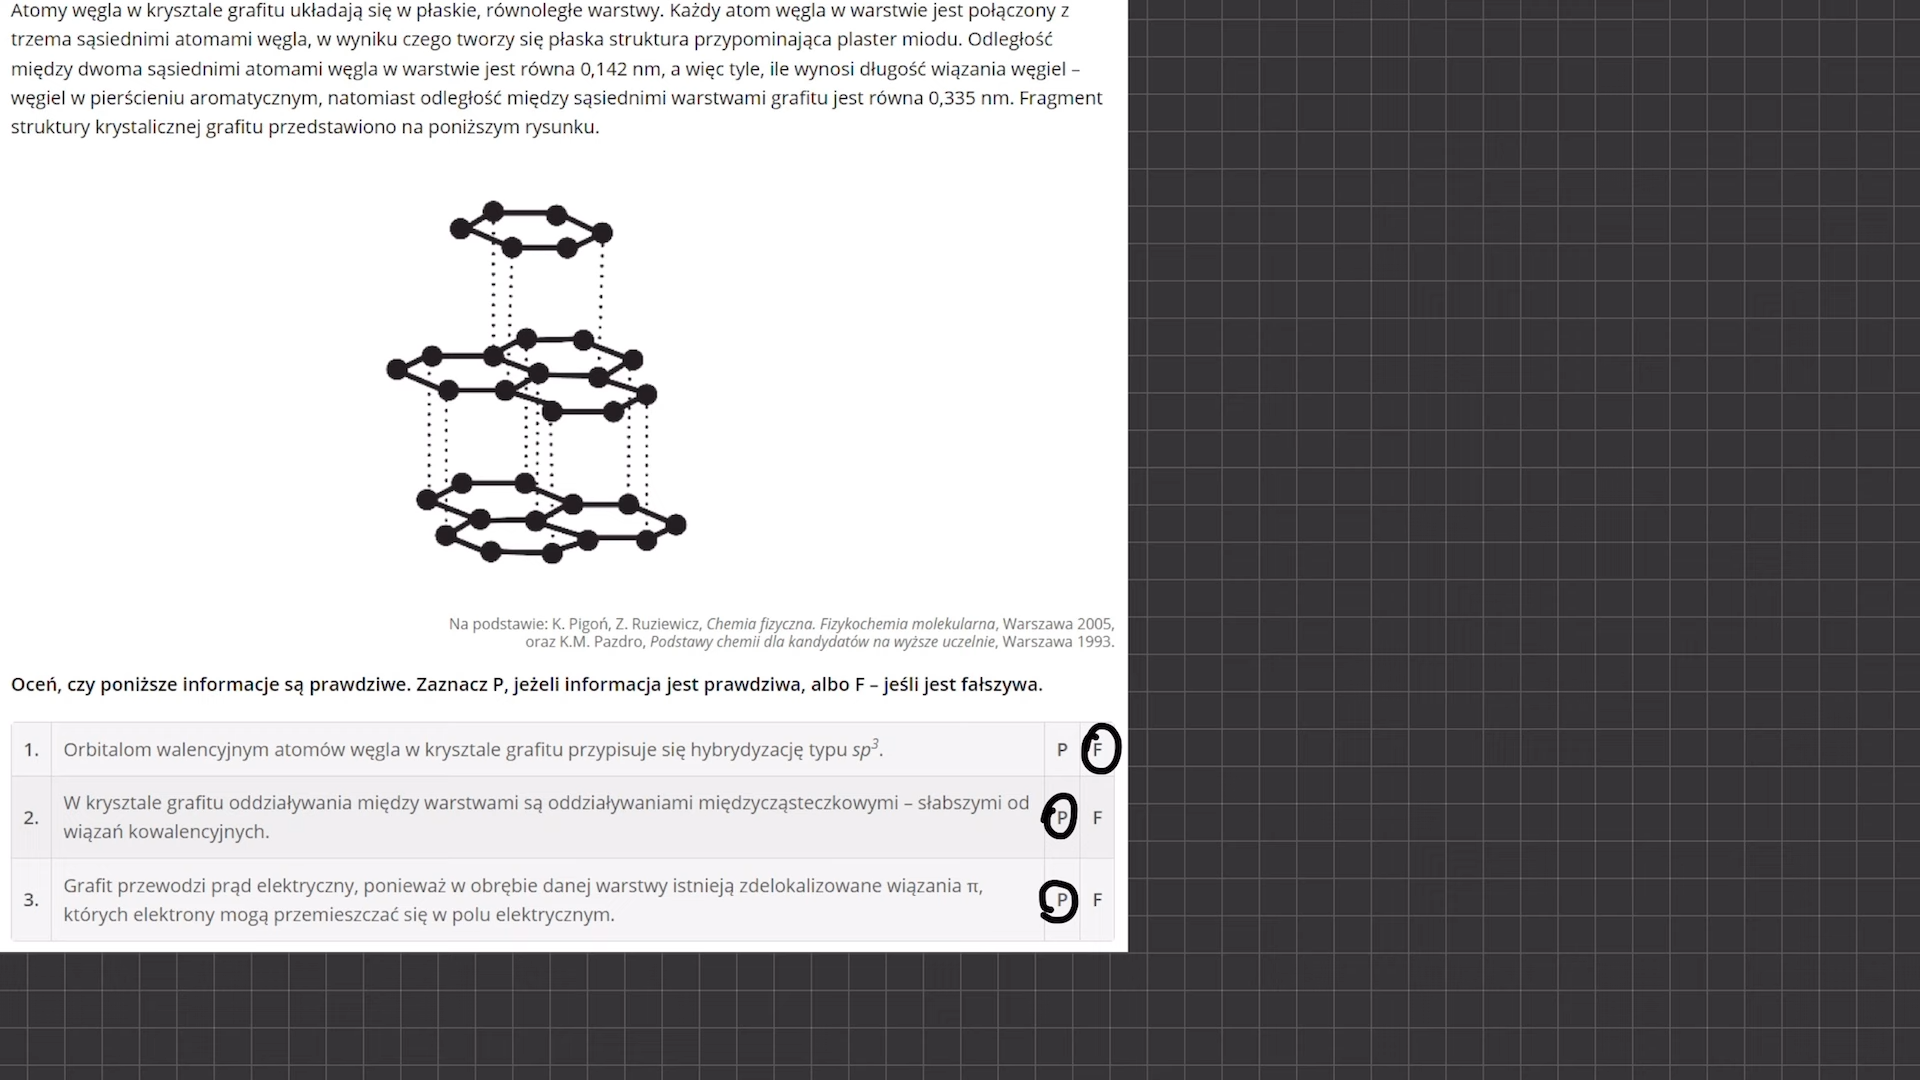 Atomy węgla w krysztale grafitu układają się w płaskie, równoległe warstwy. Każdy atom węgla w warstwie jest połączony z
trzema sąsiednimi atomami węgla, w wyniku czego tworzy się płaska struktura przypominająca plaster miodu. Odległość
między dwoma sąsiednimi atomami węgla w warstwie jest równa 0,142 nm, a więc tyle, ile wynosi długość wiązania węgiel –
węgiel w pierścieniu aromatycznym, natomiast odległość między sąsiednimi warstwami grafitu jest równa 0,335 nm. Fragment
struktury krystalicznej grafitu przedstawiono na poniższym rysunku.
Na podstawie: K. Pigoń, Z. Ruziewicz, Chemia fizyczna. Fizykochemia molekularna, Warszawa 2005,
oraz K.M. Pazdro, Podstawy chemii dla kandydatów na wyższe uczelnie, Warszawa 1993.
Oceń, czy poniższe informacje są prawdziwe. Zaznacz P, jeżeli informacja jest prawdziwa, albo F – jeśli jest fałszywa.
1. Orbitalom walencyjnym atomów węgla w krysztale grafitu przypisuje się hybrydyzację typu sp³. P F
2. W krysztale grafitu oddziaływania między warstwami są oddziaływaniami międzycząsteczkowymi – słabszymi od
wiązań kowalencyjnych. P F
3. Grafit przewodzi prąd elektryczny, ponieważ w obrębie danej warstwy istnieją zdelokalizowane wiązania π,
których elektrony mogą przemieszczać się w polu elektrycznym. P F